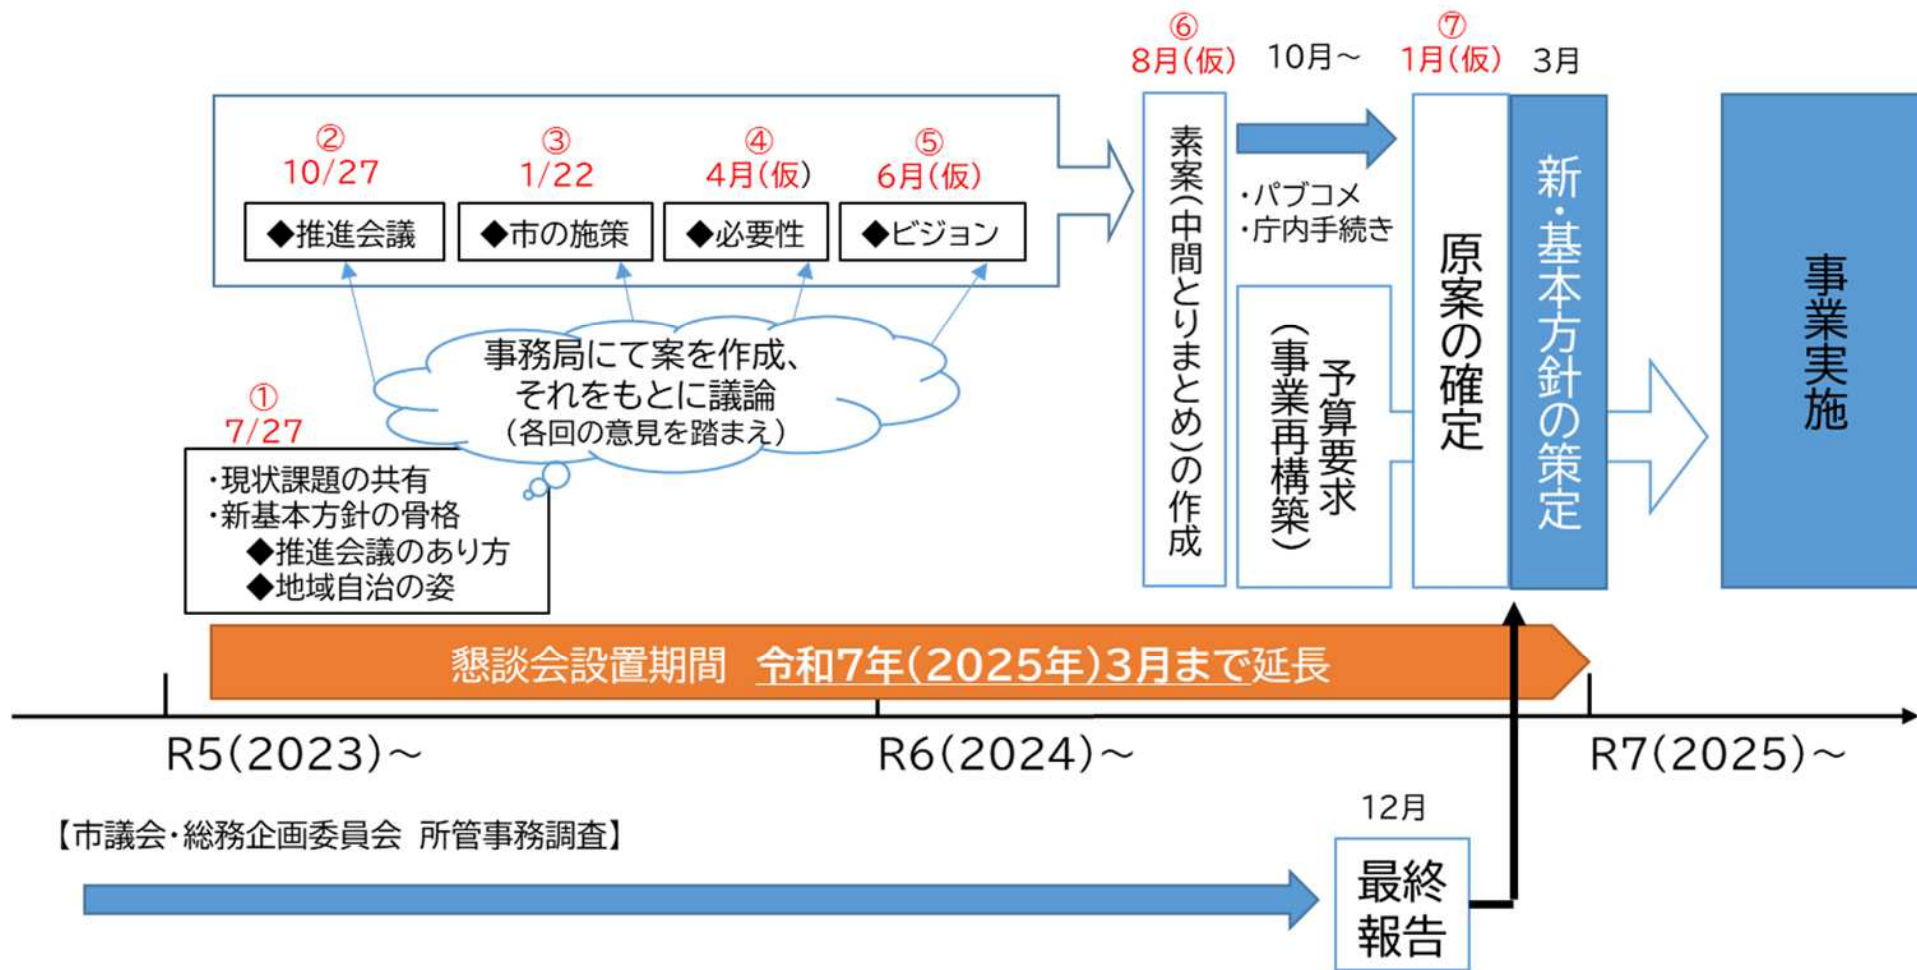 ⑥
8月(仮)
10月～
⑦
1月(仮)
3月
②
10/27
③
1/22
④
4月(仮)
⑤
6月(仮)
◆推進会議
◆市の施策
◆必要性
◆ビジョン
素案(中間とりまとめ)の作成
・パブコメ
・庁内手続き
予算要求
(事業再構築)
原案の確定
新・基本方針の策定
事業実施
事務局にて案を作成、
それをもとに議論
(各回の意見を踏まえ)
①
7/27
・現状課題の共有
・新基本方針の骨格
◆推進会議のあり方
◆地域自治の姿
懇談会設置期間 令和7年(2025年)3月まで延長
R5(2023)～
R6(2024)～
R7(2025)～
【市議会・総務企画委員会 所管事務調査】
12月
最終
報告